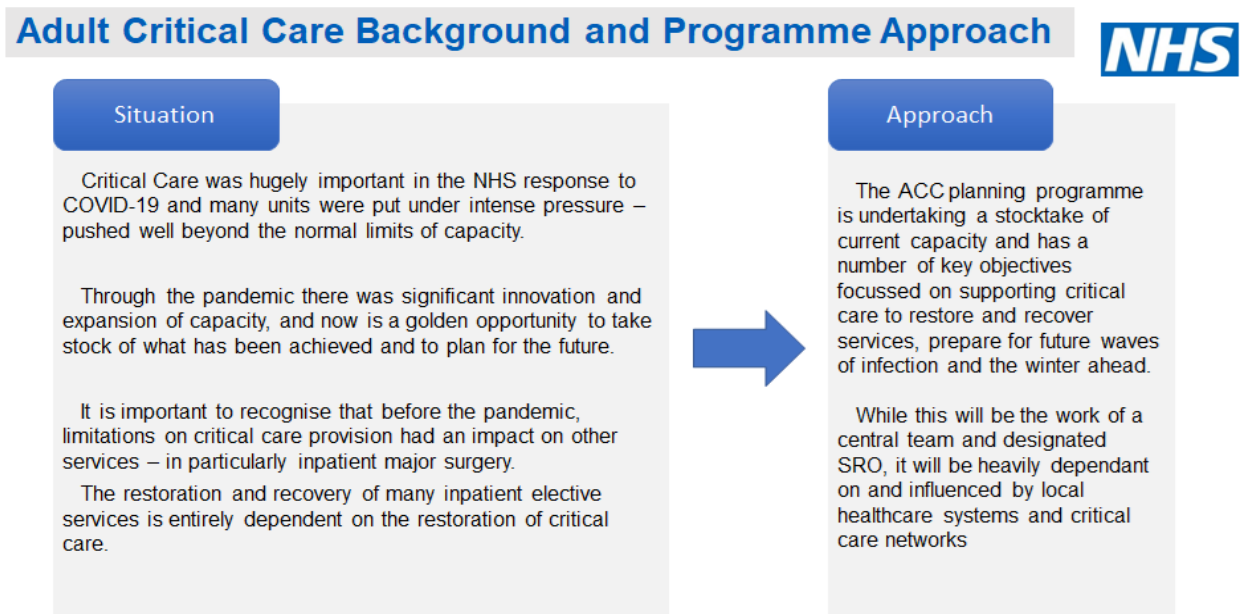 Adult Critical Care Background and Programme Approach
NHS
Situation
Critical Care was hugely important in the NHS response to
COVID-19 and many units were put under intense pressure –
pushed well beyond the normal limits of capacity.
Through the pandemic there was significant innovation and
expansion of capacity, and now is a golden opportunity to take
stock of what has been achieved and to plan for the future.
It is important to recognise that before the pandemic,
limitations on critical care provision had an impact on other
services – in particularly inpatient major surgery.
The restoration and recovery of many inpatient elective
services is entirely dependent on the restoration of critical
care.
Approach
The ACC planning programme
is undertaking a stocktake of
current capacity and has a
number of key objectives
focussed on supporting critical
care to restore and recover
services, prepare for future waves
of infection and the winter ahead.
While this will be the work of a
central team and designated
SRO, it will be heavily dependant
on and influenced by local
healthcare systems and critical
care networks